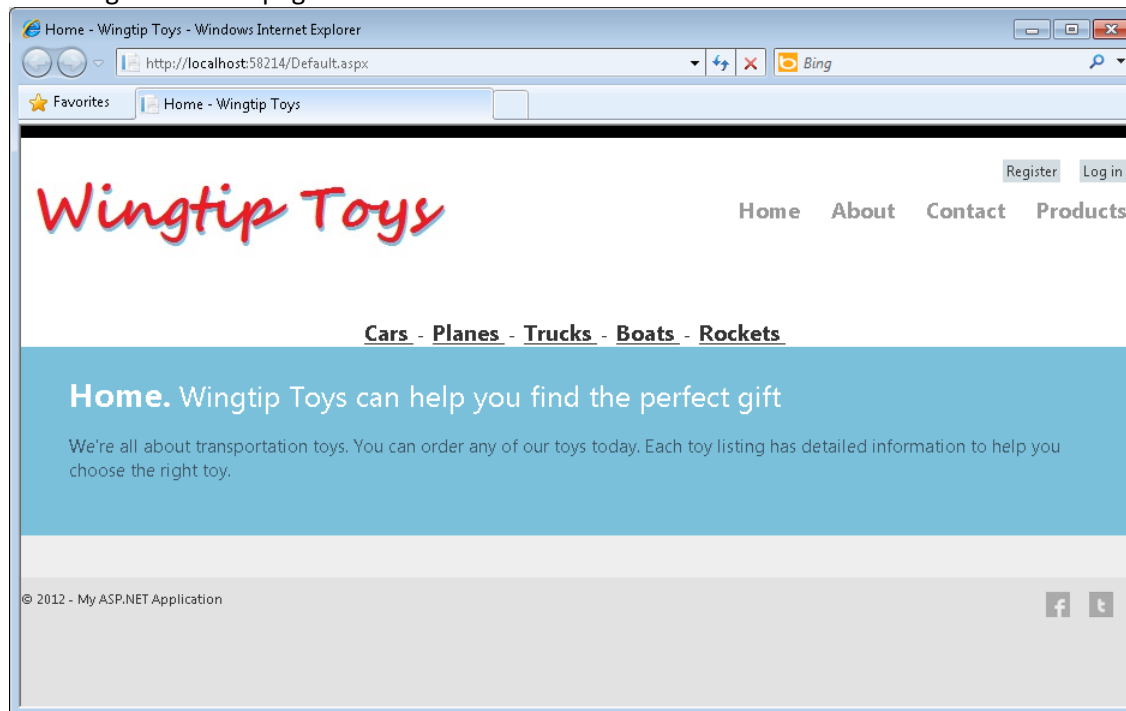 Home - Wingtip Toys - Windows Internet Explorer
http://localhost:58214/Default.aspx
Bing
Favorites
Home - Wingtip Toys
Register Log in
Wingtip Toys
Home About Contact Products
Cars - Planes - Trucks - Boats - Rockets
Home. Wingtip Toys can help you find the perfect gift
We're all about transportation toys. You can order any of our toys today. Each toy listing has detailed information to help you
choose the right toy.
© 2012 - My ASP.NET Application
f t